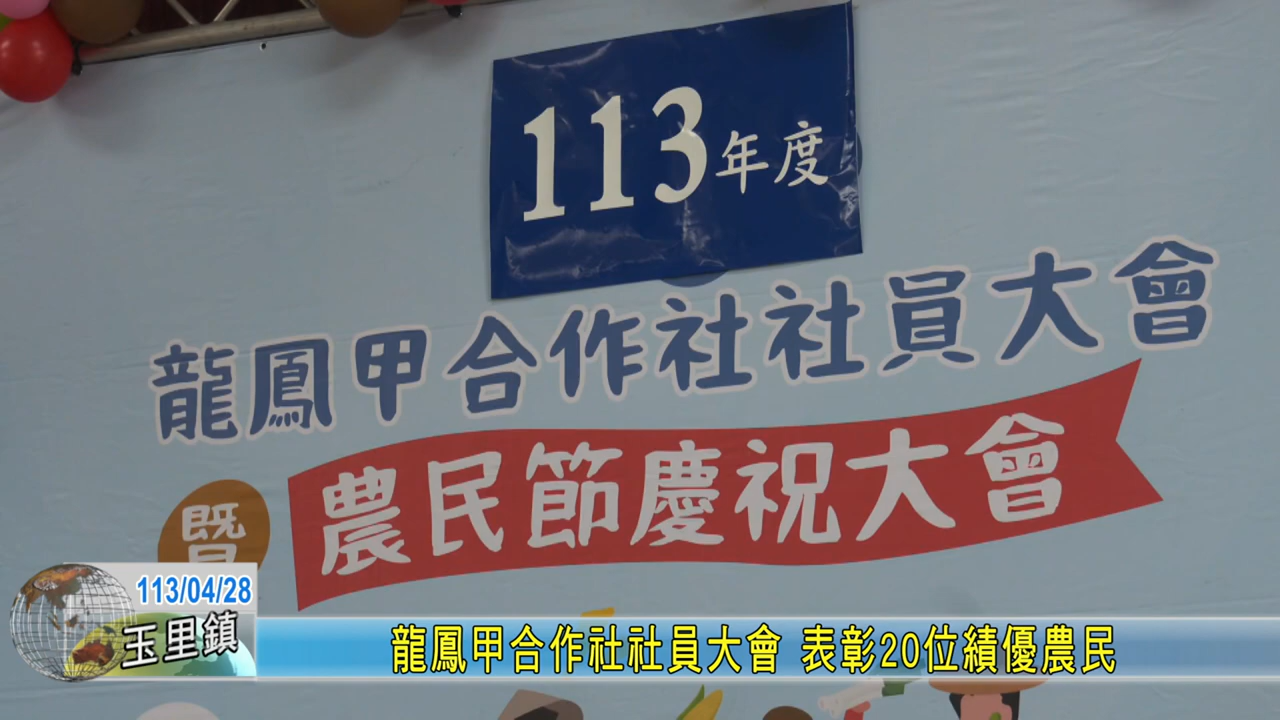 113年度
龍鳳甲合作社社員大會
暨
農民節慶祝大會
113/04/28
玉里鎮
龍鳳甲合作社社員大會 表彰20位績優農民